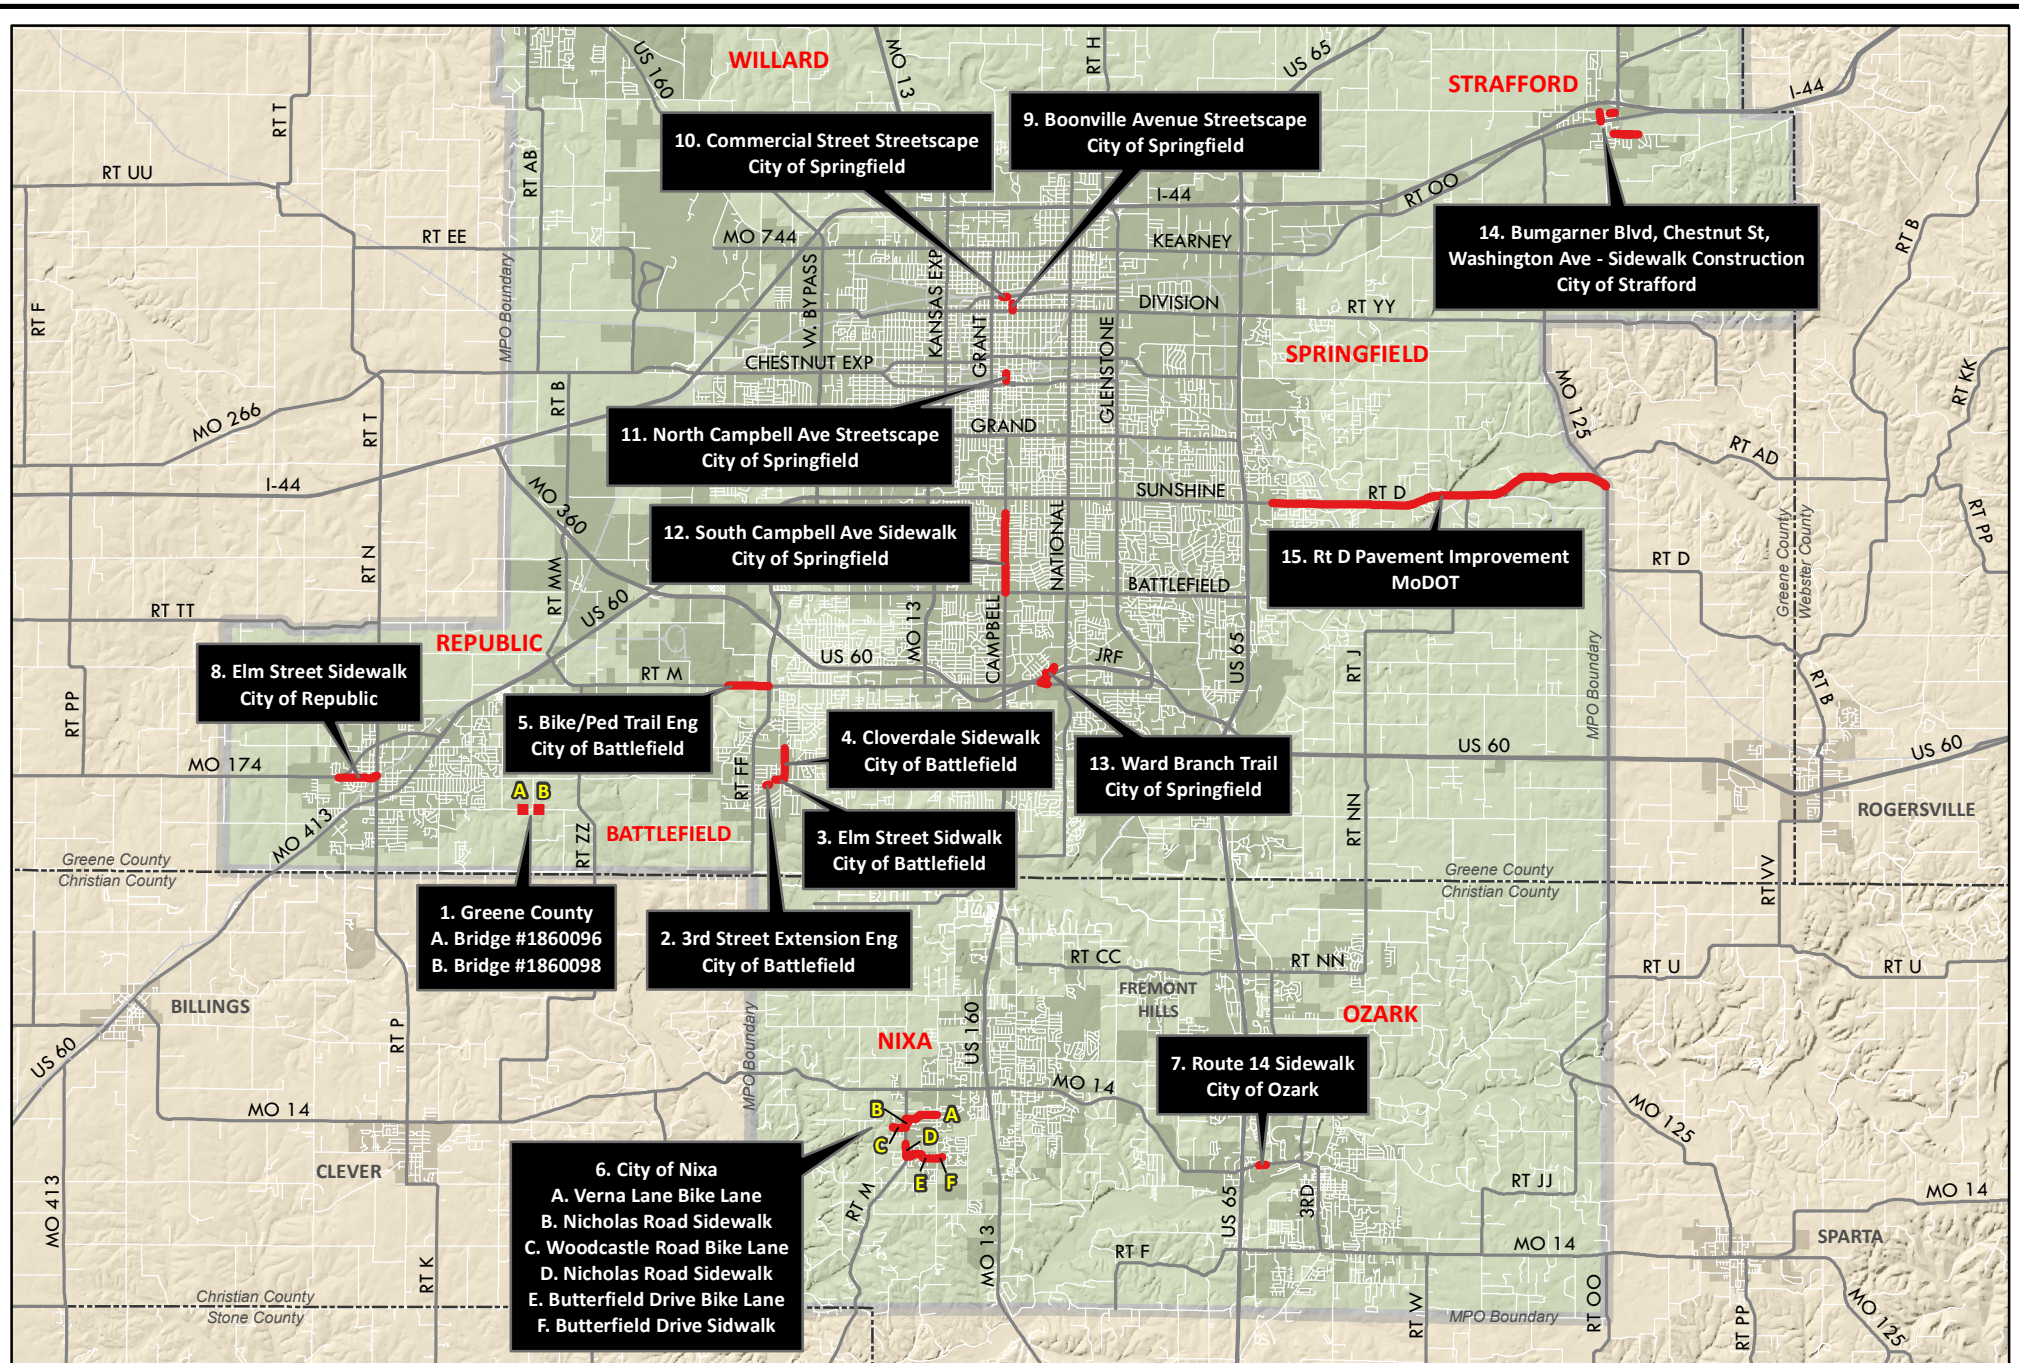 WILLARD
STRAFFORD
US 160
MO 13
RT H
US 65
I-44
RT T
RT AB
10. Commercial Street Streetscape
City of Springfield
9. Boonville Avenue Streetscape
City of Springfield
RT UU
RT OO
I-44
14. Bumgarner Blvd, Chestnut St,
Washington Ave - Sidewalk Construction
City of Strafford
RT B
RT EE
MO 744
KEARNEY
MPO Boundary
W. BYPASS
KANSAS EXP
RT F
DIVISION
RT YY
GRANT
GLENSTONE
SPRINGFIELD
CHESTNUT EXP
RT B
MO 125
RT KK
MO 266
RT T
11. North Campbell Ave Streetscape
City of Springfield
GRAND
RT AD
I-44
MO 360
SUNSHINE
RT D
RT PP
12. South Campbell Ave Sidewalk
City of Springfield
NATIONAL
15. Rt D Pavement Improvement
MoDOT
RT D
Greene County
Webster County
RT N
RT MM
BATTLEFIELD
RT TT
US 60
REPUBLIC
MO 13
CAMPBELL
US 65
RT J
MPO Boundary
8. Elm Street Sidewalk
City of Republic
RT M
US 60
JRF
RT B
RT PP
5. Bike/Ped Trail Eng
City of Battlefield
4. Cloverdale Sidewalk
City of Battlefield
13. Ward Branch Trail
City of Springfield
US 60
US 60
MO 174
RT FF
A B
RT NN
ROGERSVILLE
MO 413
RT ZZ
BATTLEFIELD
3. Elm Street Sidwalk
City of Battlefield
Greene County
Christian County
Greene County
Christian County
RT VV
1. Greene County
A. Bridge #1860096
B. Bridge #1860098
2. 3rd Street Extension Eng
City of Battlefield
RT CC
RT NN
RT U
RT U
FREMONT
HILLS
BILLINGS
OZARK
NIXA
US 160
RT P
US 60
MPO Boundary
7. Route 14 Sidewalk
City of Ozark
MO 14
MO 14
MO 125
B
A
C
D
E
F
CLEVER
6. City of Nixa
A. Verna Lane Bike Lane
B. Nicholas Road Sidewalk
C. Woodcastle Road Bike Lane
D. Nicholas Road Sidewalk
E. Butterfield Drive Bike Lane
F. Butterfield Drive Sidwalk
RT M
US 65
3RD
RT JJ
MO 14
MO 413
SPARTA
RT K
MO 13
RT F
MO 14
Christian County
Stone County
RT W
MPO Boundary
RT OO
RT PP
MO 125